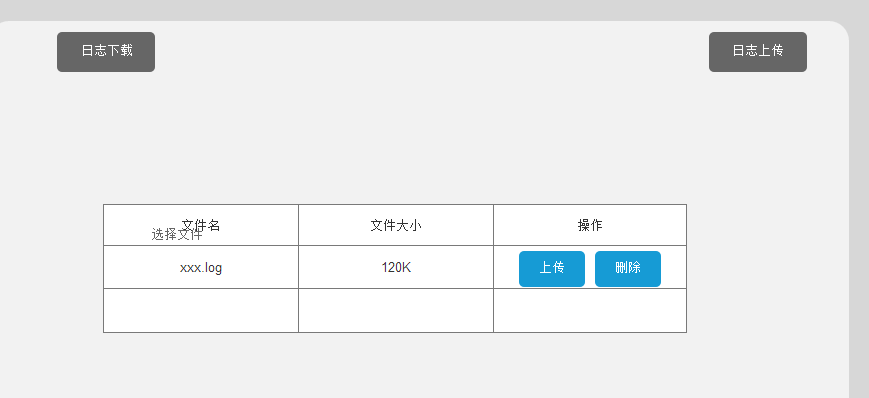 日志下载
日志上传
文件名
文件大小
操作
选择文件
xxx.log
120K
上传
删除